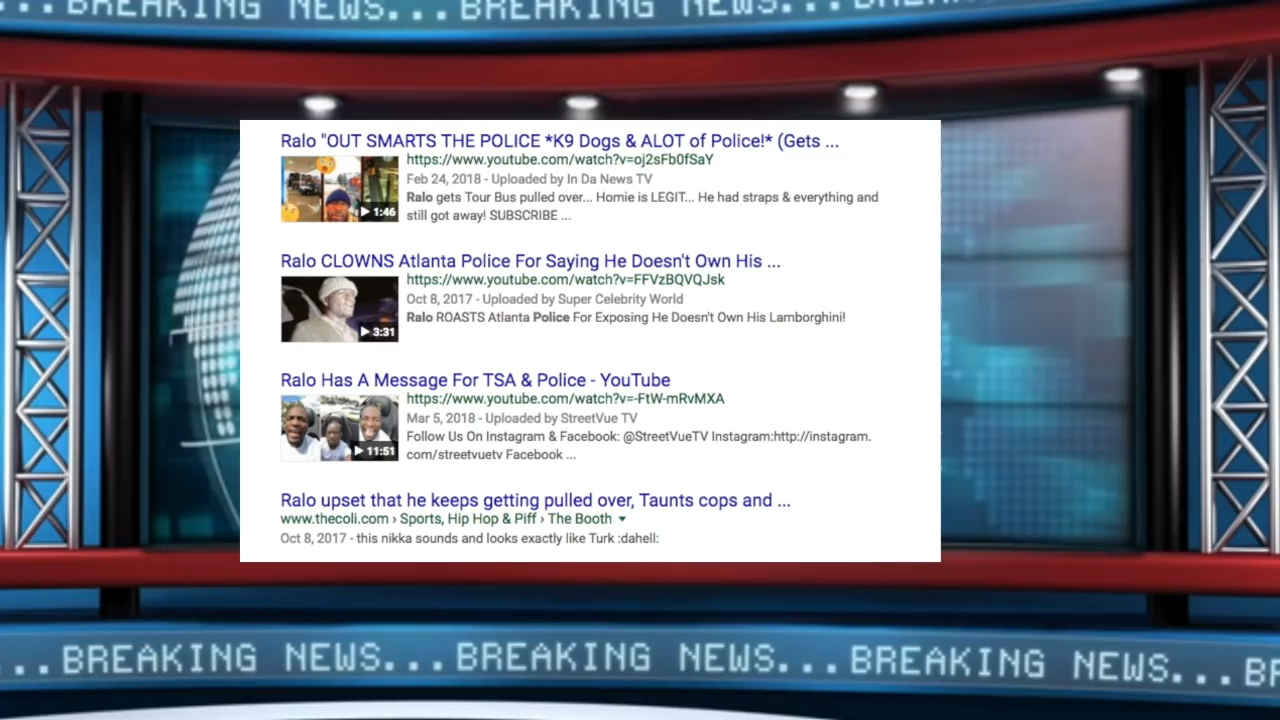 ...BREAKING NEWS...BREAKING NEWS...BREAKING
Ralo "OUT SMARTS THE POLICE *K9 Dogs & ALOT of Police!* (Gets ...
https://www.youtube.com/watch?v=oj2sFb0fSaY
Feb 24, 2018 - Uploaded by In Da News TV
Ralo gets Tour Bus pulled over... Homie is LEGIT... He had straps & everything and
still got away! SUBSCRIBE ...
1:46
Ralo CLOWNS Atlanta Police For Saying He Doesn't Own His ...
https://www.youtube.com/watch?v=FFVzBQVQJsk
Oct 8, 2017 - Uploaded by Super Celebrity World
Ralo ROASTS Atlanta Police For Exposing He Doesn't Own His Lamborghini!
3:31
Ralo Has A Message For TSA & Police - YouTube
https://www.youtube.com/watch?v=-FtW-mRvMXA
Mar 5, 2018 - Uploaded by StreetVue TV
Follow Us On Instagram & Facebook: @StreetVueTV Instagram:http://instagram.
com/streetvuetv Facebook ...
11:51
Ralo upset that he keeps getting pulled over, Taunts cops and ...
www.thecoli.com › Sports, Hip Hop & Piff › The Booth
Oct 8, 2017 - this nikka sounds and looks exactly like Turk :dahell:
...BREAKING NEWS...BREAKING NEWS...BREAKING NEWS...BR